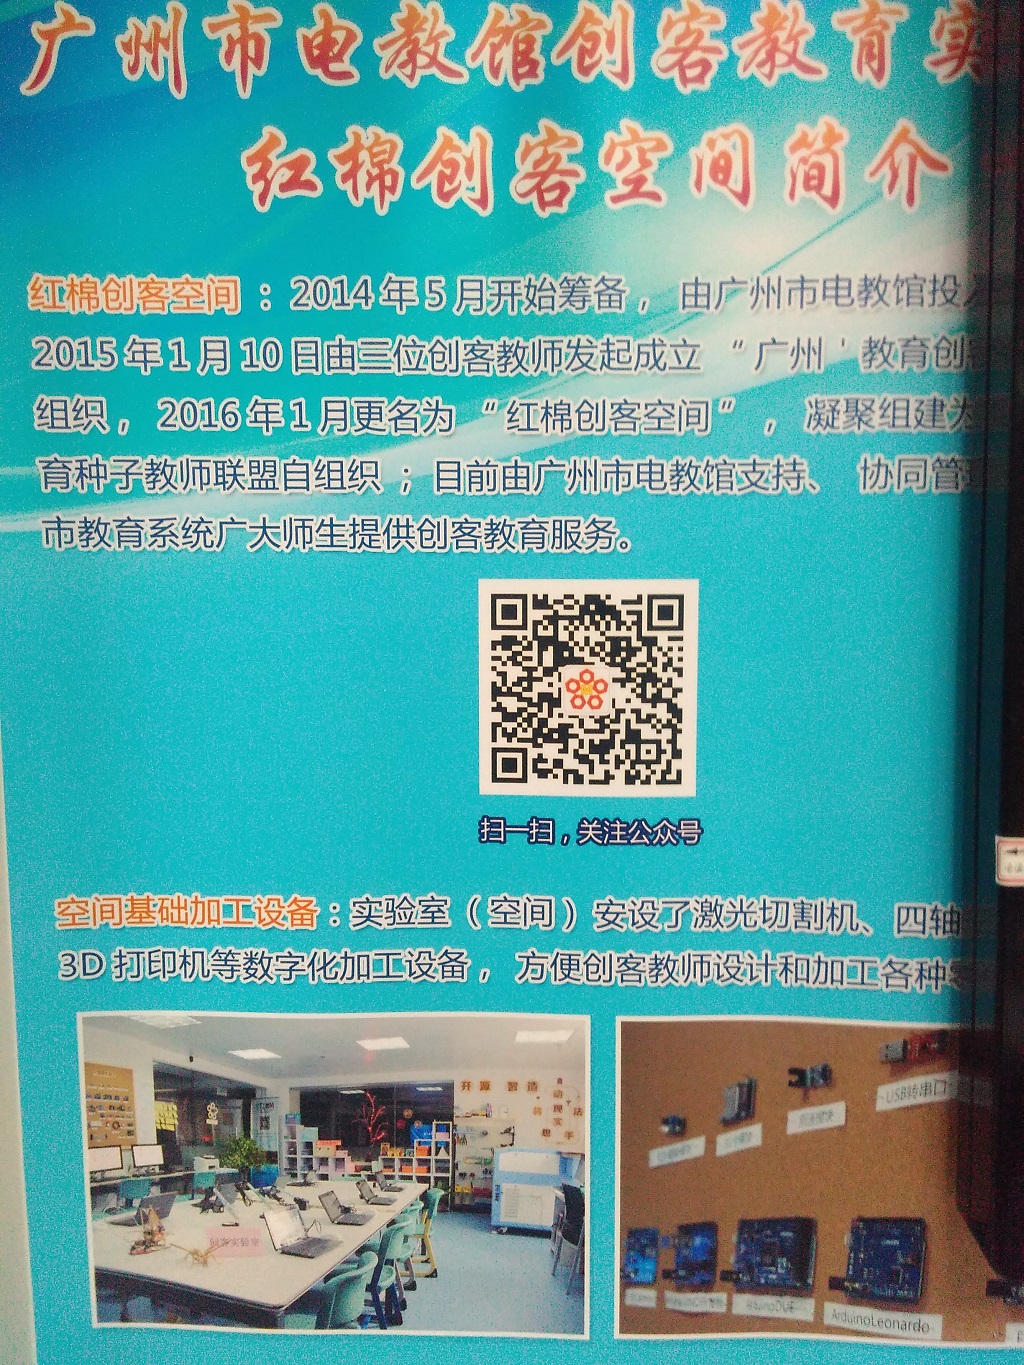 广州市电教馆创客教育实
红棉创客空间简介
红棉创客空间：2014年5月开始筹备，由广州市电教馆投
2015年1月10日由三位创客教师发起成立“广州'教育创
组织，2016年1月更名为“红棉创客空间”，凝聚组建为
育种子教师联盟自组织；目前由广州市电教馆支持、协同管
市教育系统广大师生提供创客教育服务。
扫一扫，关注公众号
空间基础加工设备：实验室（空间）安设了激光切割机、四轴
3D打印机等数字化加工设备，方便创客教师设计和加工各种
开源智造
创客实验室
USB转串口
ArduinoLeonardo